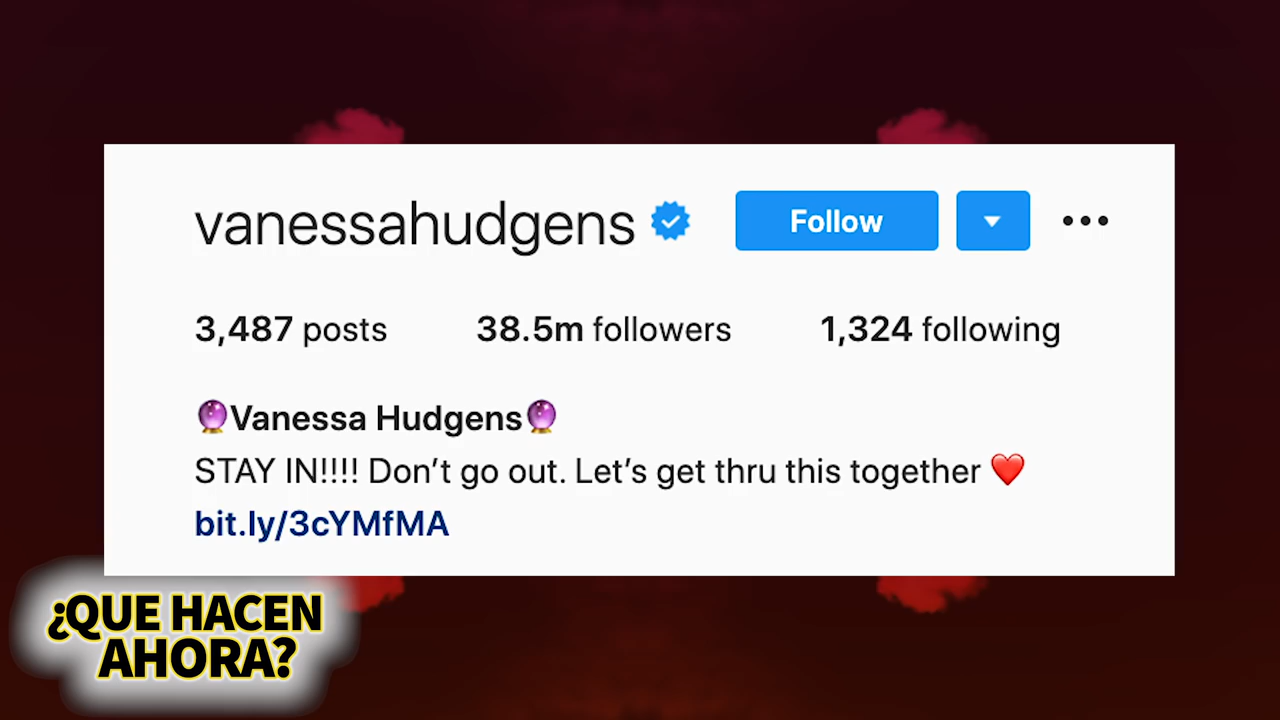 vanessahudgens Follow
3,487 posts 38.5m followers 1,324 following
🔮Vanessa Hudgens🔮
STAY IN!!!! Don’t go out. Let’s get thru this together ❤️
bit.ly/3cYMfMA
¿QUE HACEN
AHORA?